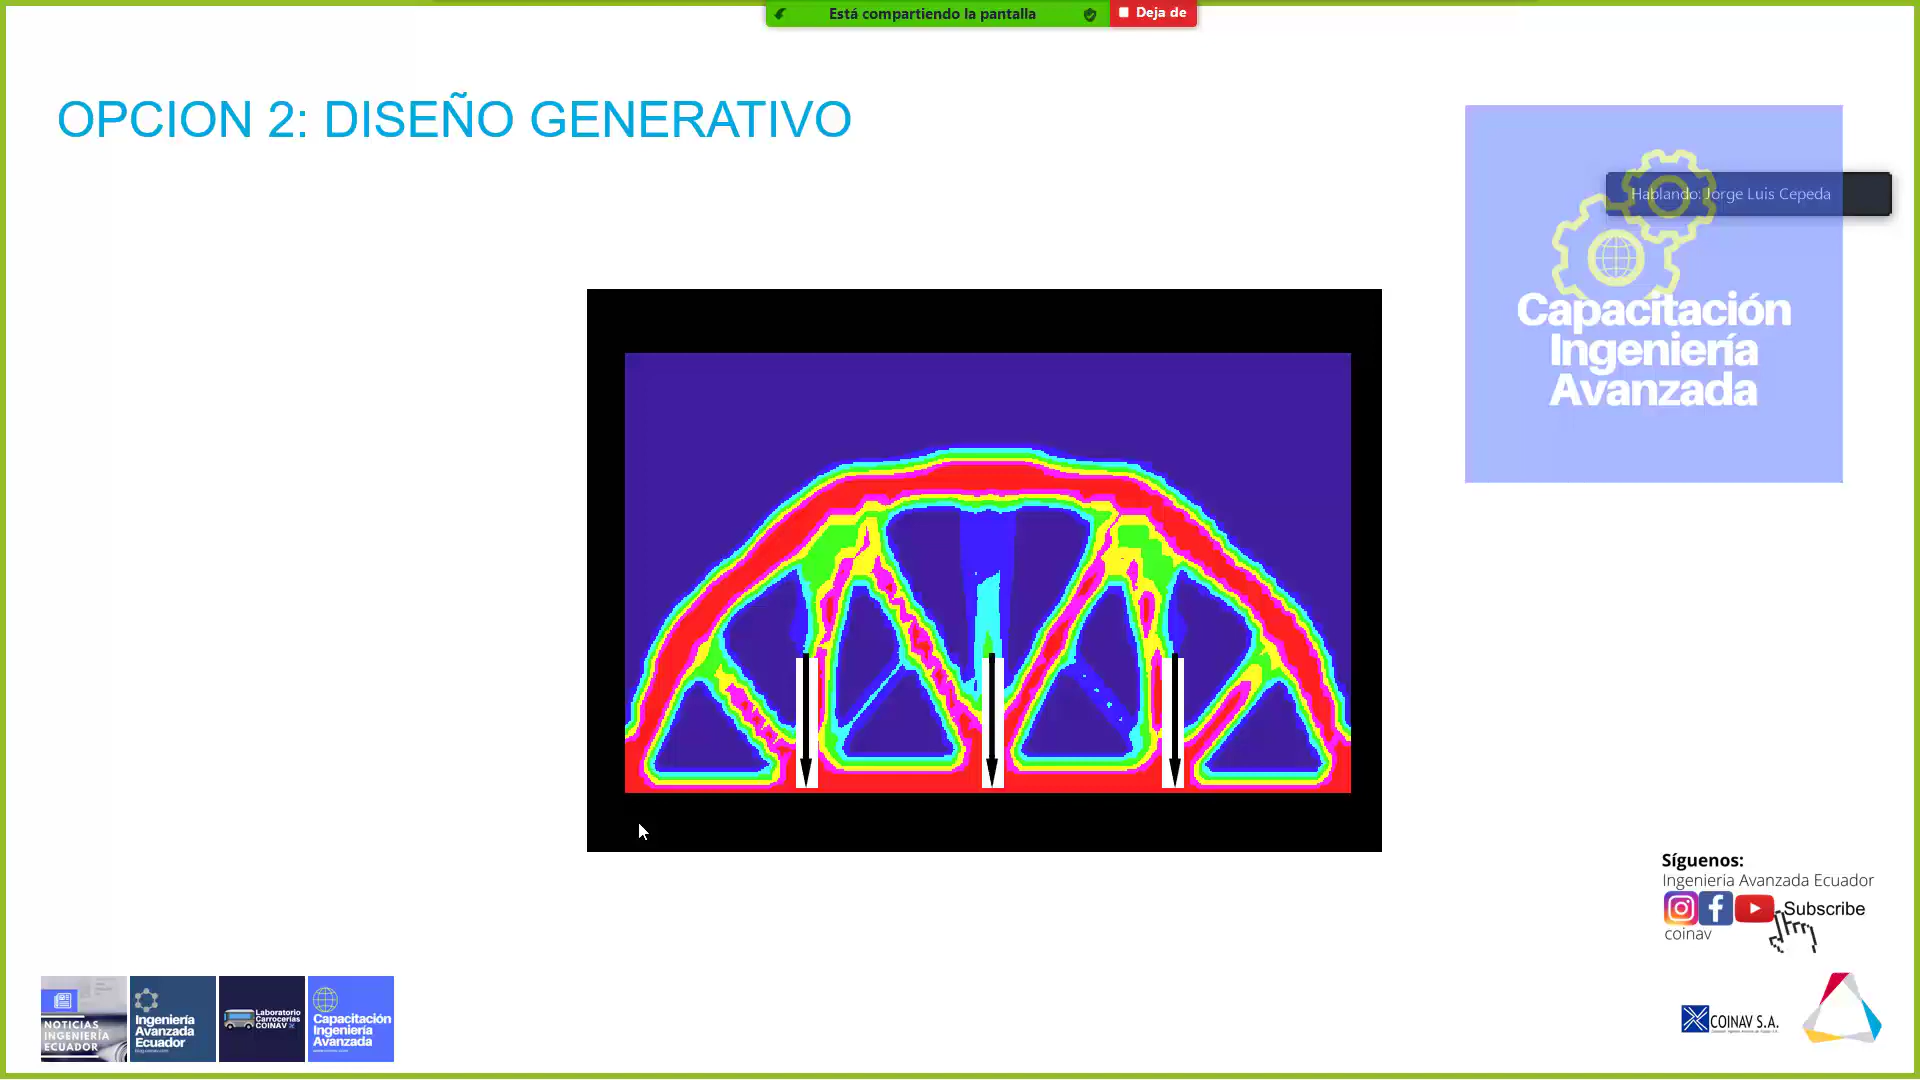 Está compartiendo la pantalla
Deja de
OPCION 2: DISEÑO GENERATIVO
Hablando: Jorge Luis Cepeda
Capacitación
Ingeniería
Avanzada
Síguenos:
Ingenieria Avanzada Ecuador
Subscribe
coinav
NOTICIAS
INGENIERÍA
ECUADOR
Ingeniería
Avanzada
Ecuador
Laboratorio
Carrocerías
COINAV
Capacitación
Ingeniería
Avanzada
COINAV S.A.